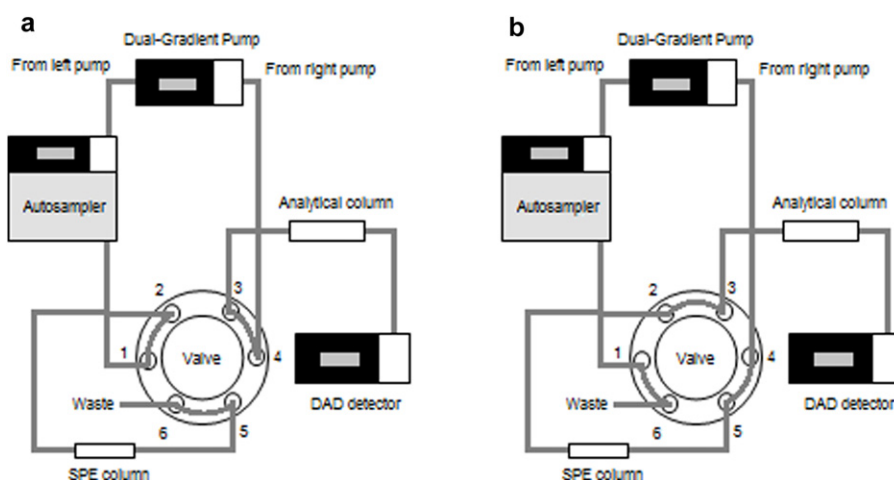 a
Dual-Gradient Pump
From left pump
From right pump
Autosampler
Analytical column
2
3
1
Valve
4
Waste
DAD detector
6
5
SPE column
b
Dual-Gradient Pump
From left pump
From right pump
Autosampler
Analytical column
2
3
1
Valve
4
Waste
DAD detector
6
5
SPE column